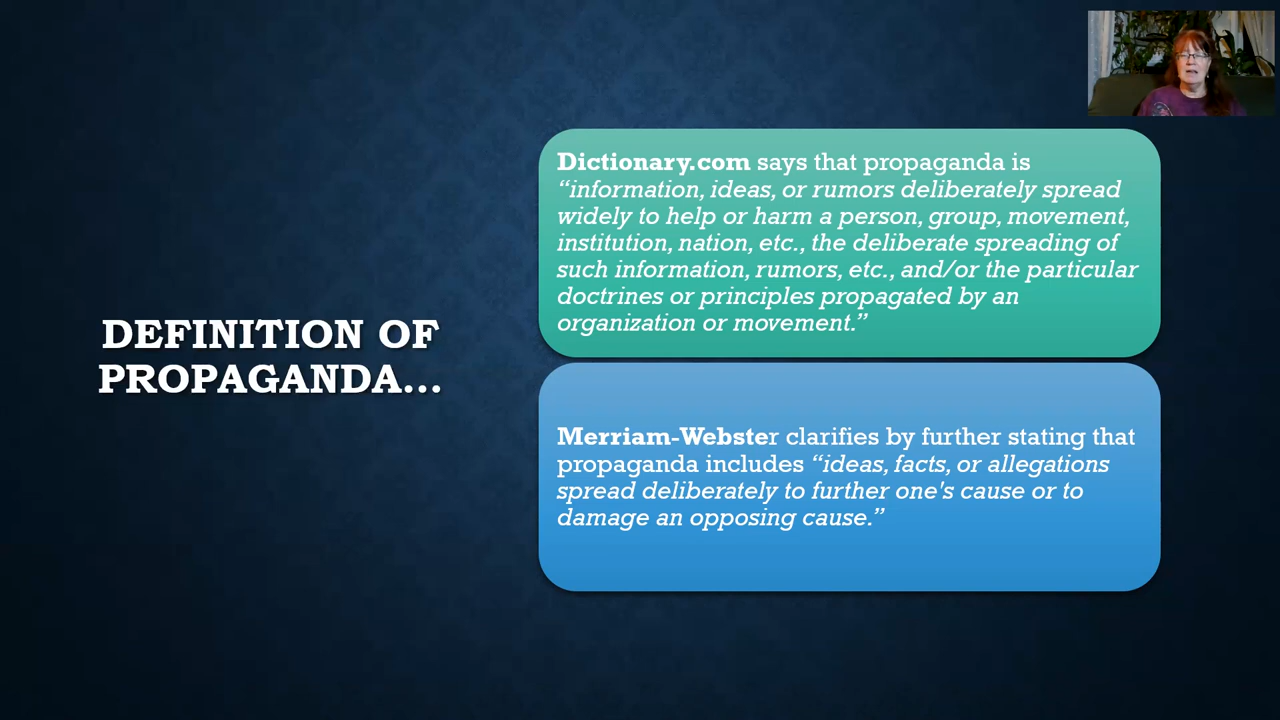 DEFINITION OF
PROPAGANDA...
Dictionary.com says that propaganda is
“information, ideas, or rumors deliberately spread
widely to help or harm a person, group, movement,
institution, nation, etc., the deliberate spreading of
such information, rumors, etc., and/or the particular
doctrines or principles propagated by an
organization or movement.”
Merriam-Webster clarifies by further stating that
propaganda includes “ideas, facts, or allegations
spread deliberately to further one's cause or to
damage an opposing cause.”